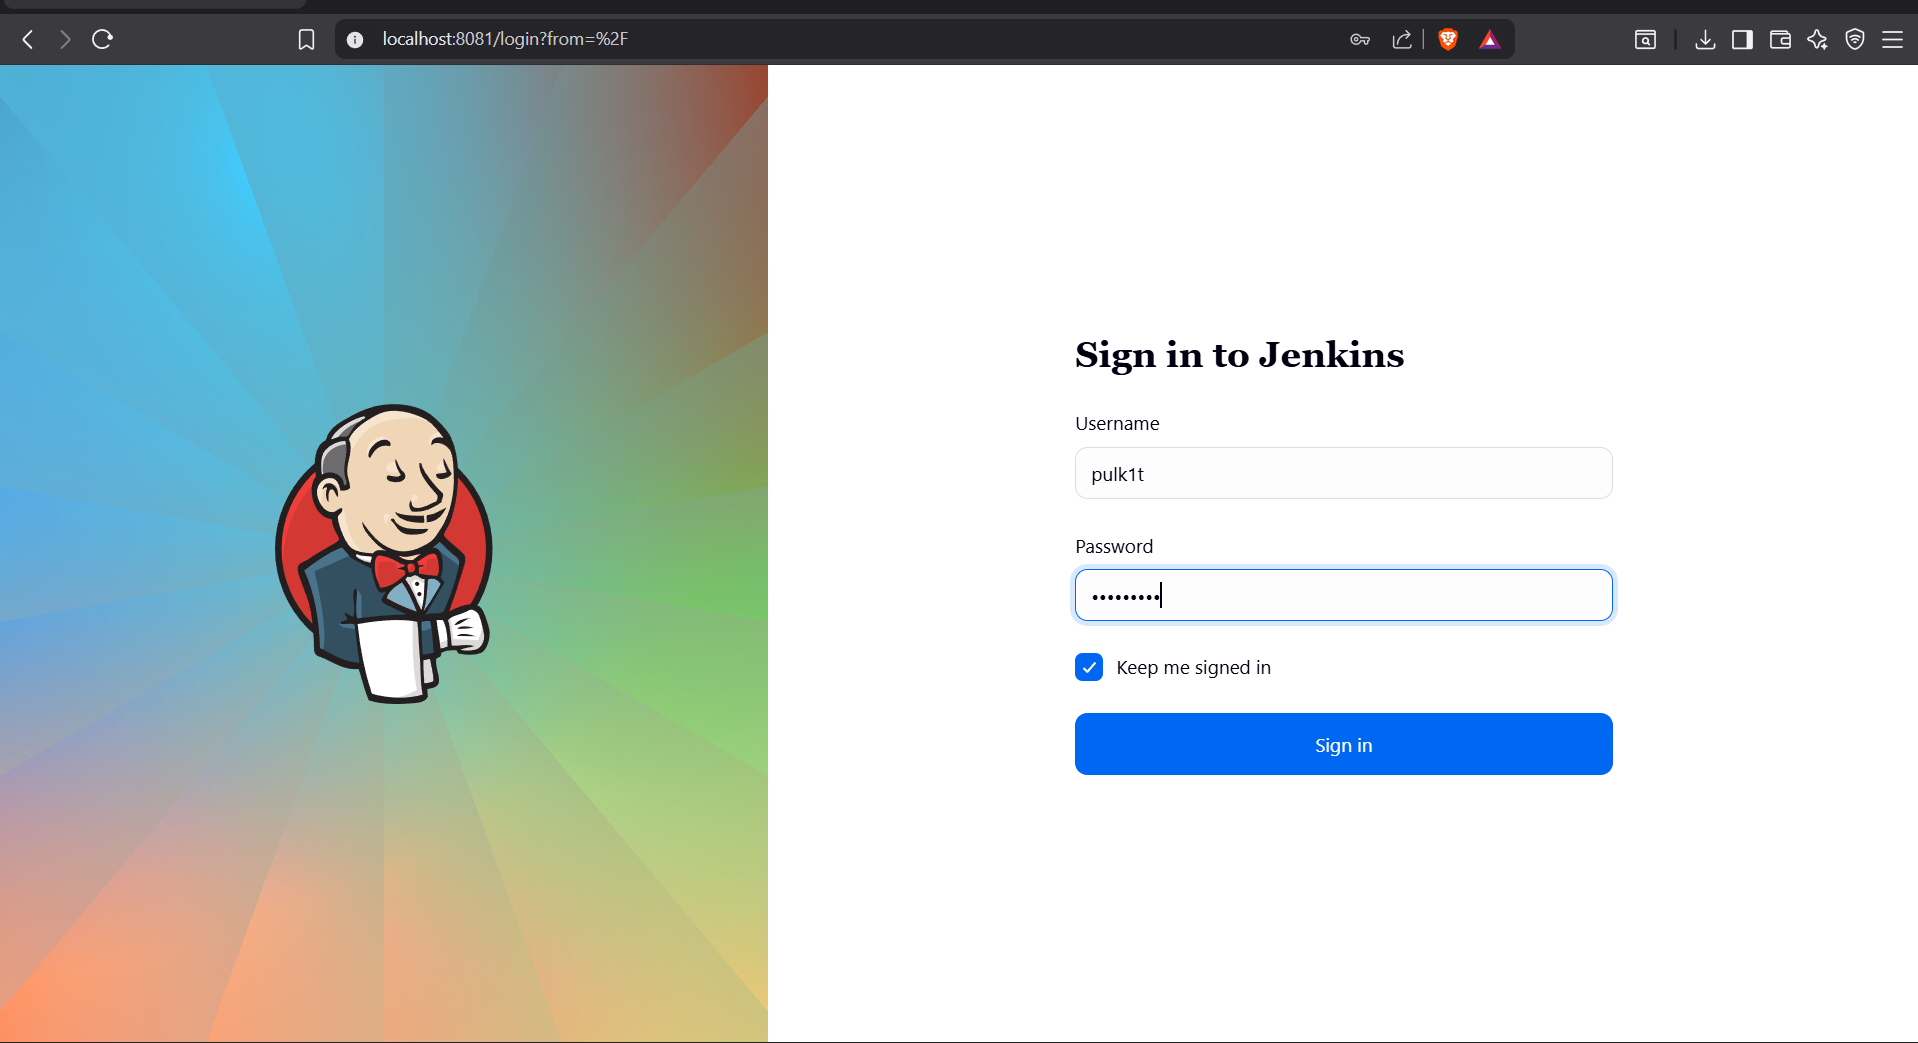 localhost:8081/login?from=%2F
Sign in to Jenkins
Username
pulk1t
Password
•••••••••
Keep me signed in
Sign in